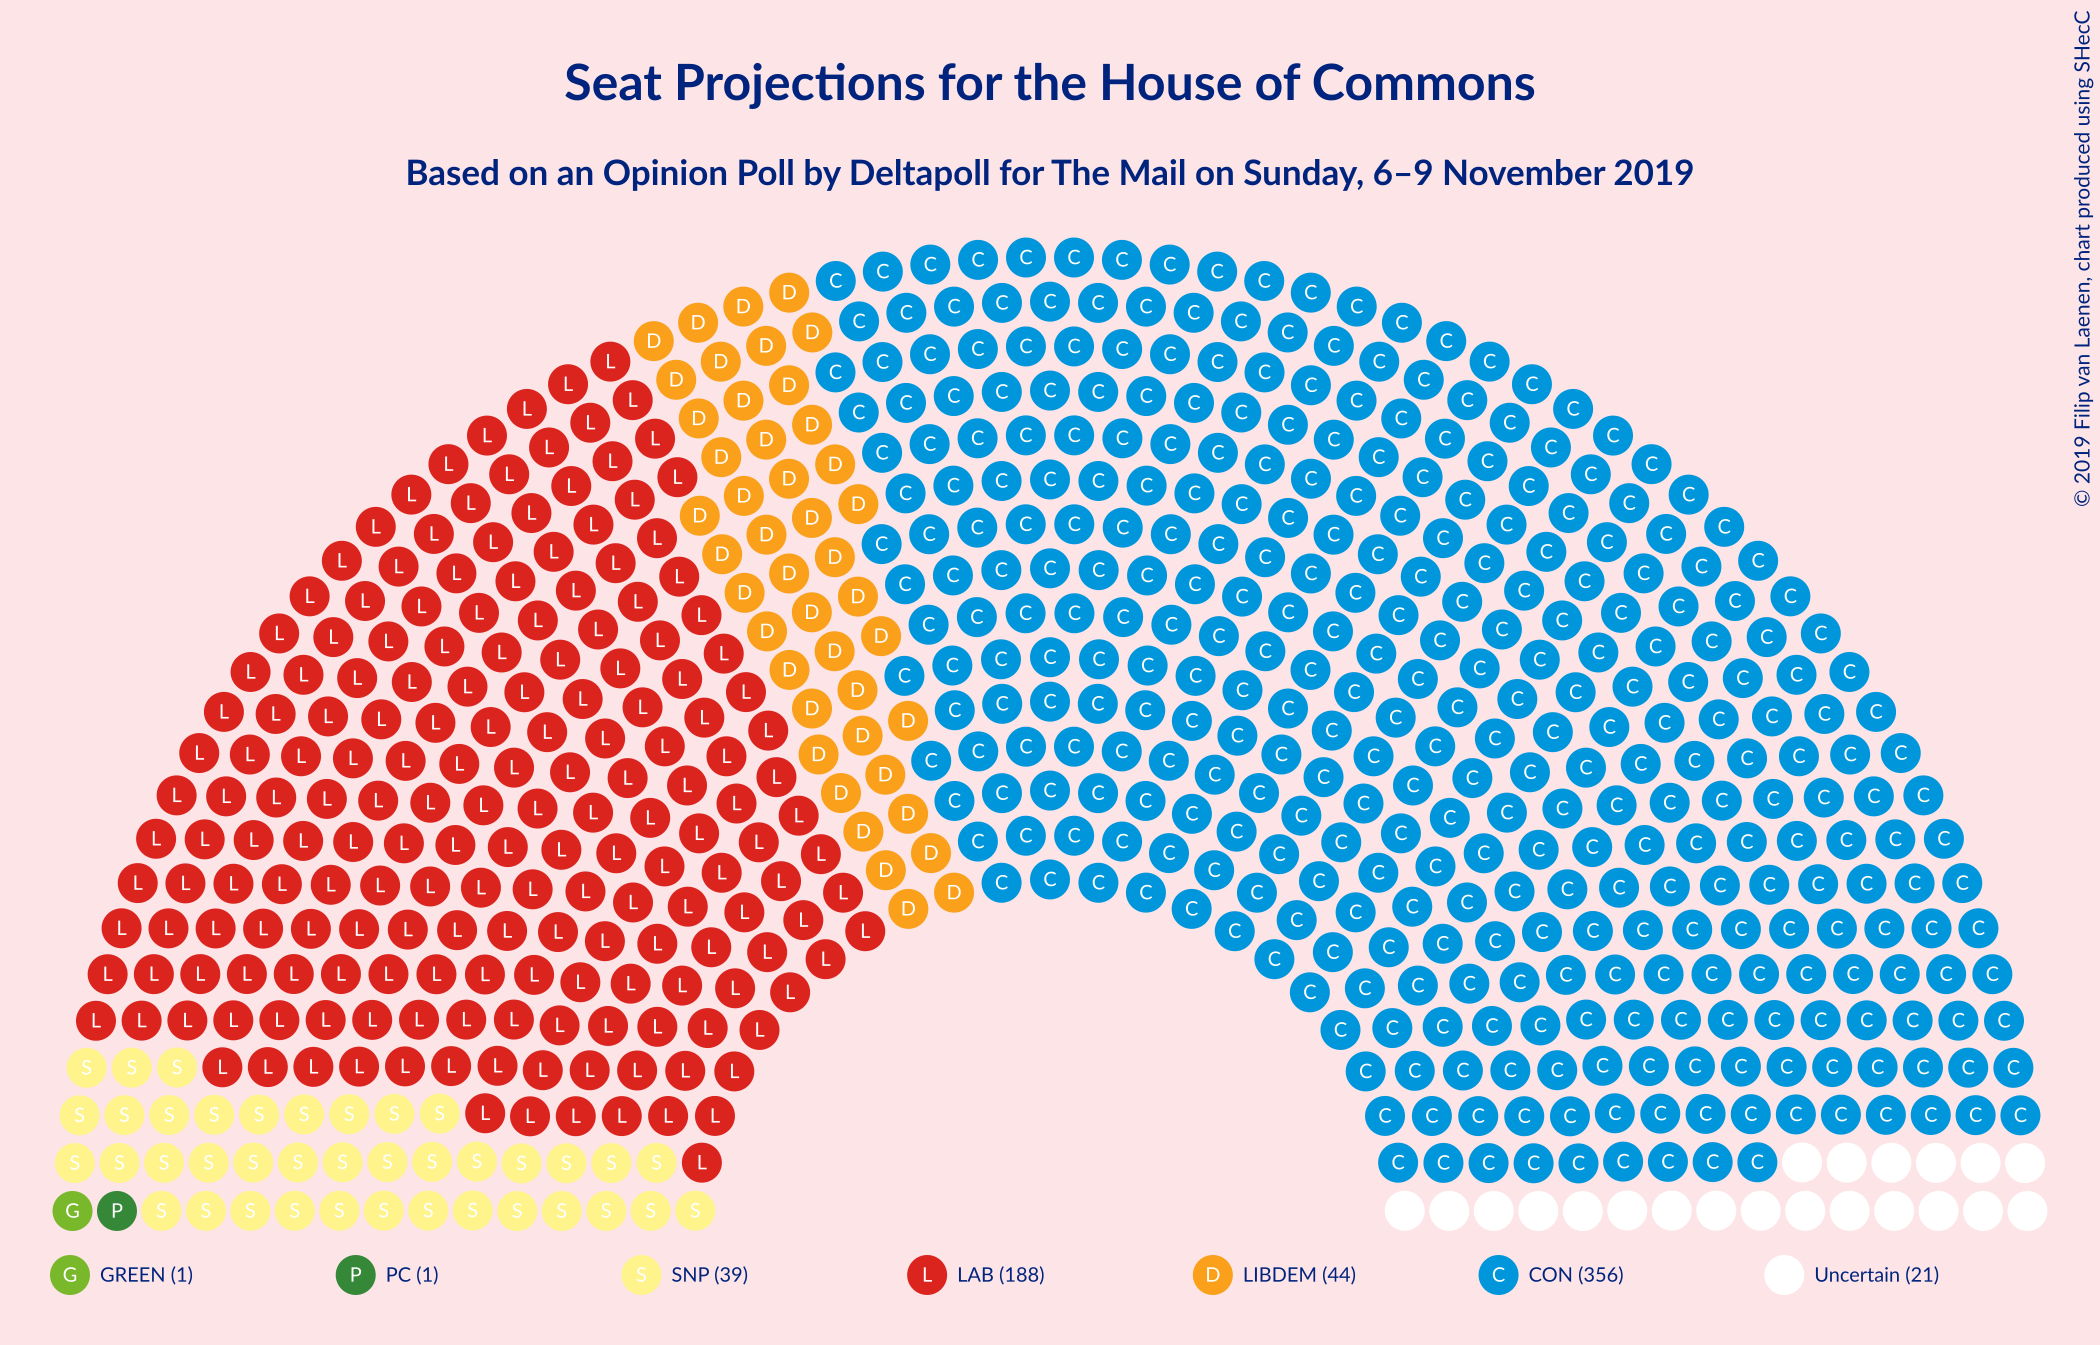 Seat Projections for the House of Commons
Based on an Opinion Poll by Deltapoll for The Mail on Sunday, 6–9 November 2019
© 2019 Filip van Laenen, chart produced using SHecC
G GREEN (1)
P PC (1)
S SNP (39)
L LAB (188)
D LIBDEM (44)
C CON (356)
Uncertain (21)